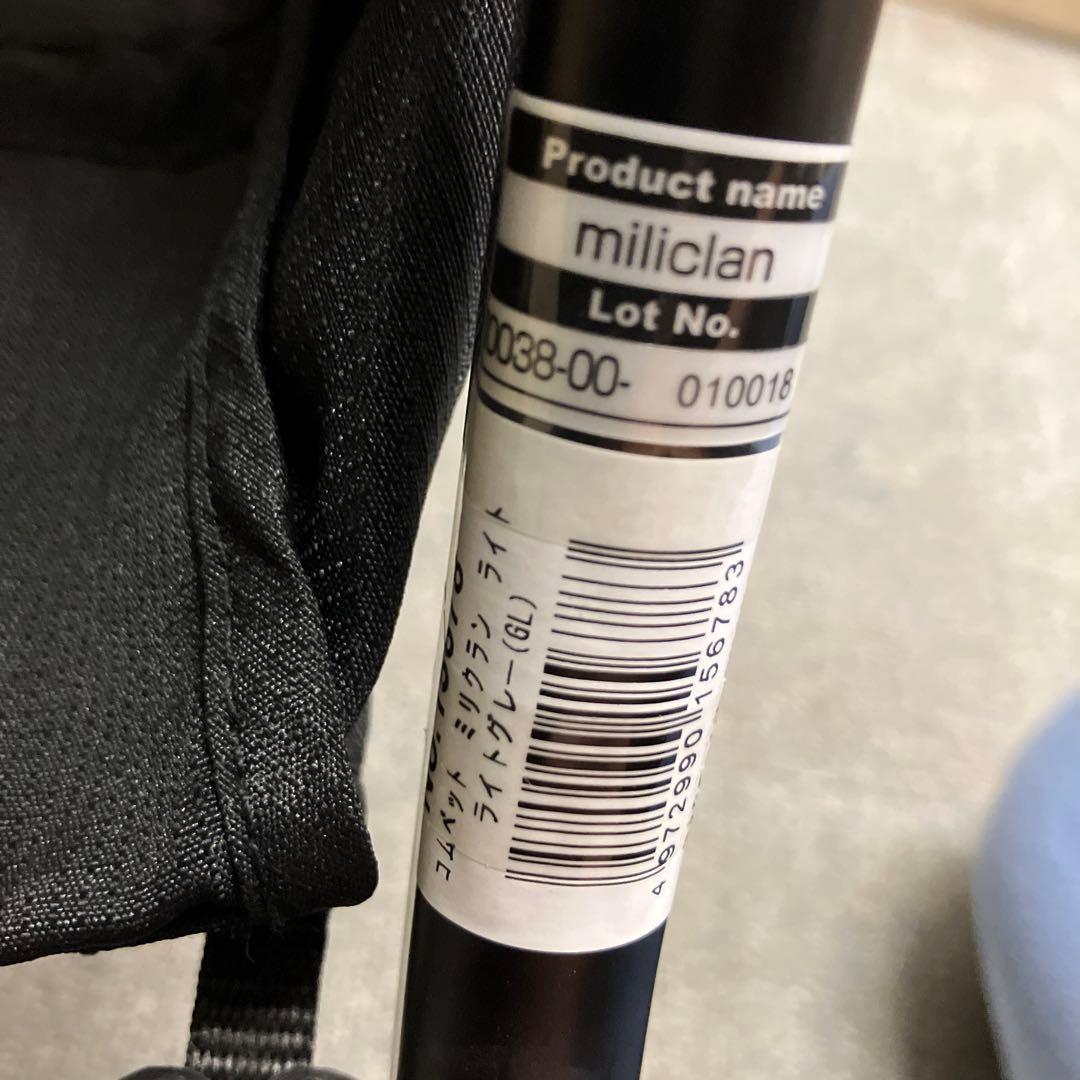 Product name
miliclan
Lot No.
0038-00- 010018
コムペット ミリクラン ライト
ライトグレー(GL)
4972990156783